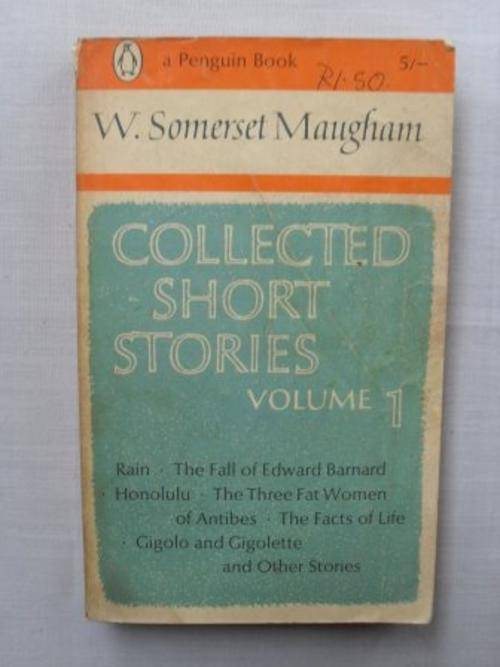 a Penguin Book 5/-
R1.50
W. Somerset Maugham
COLLECTED
SHORT
STORIES
VOLUME 1
Rain · The Fall of Edward Barnard
· Honolulu · The Three Fat Women
of Antibes · The Facts of Life
· Gigolo and Gigolette
and Other Stories